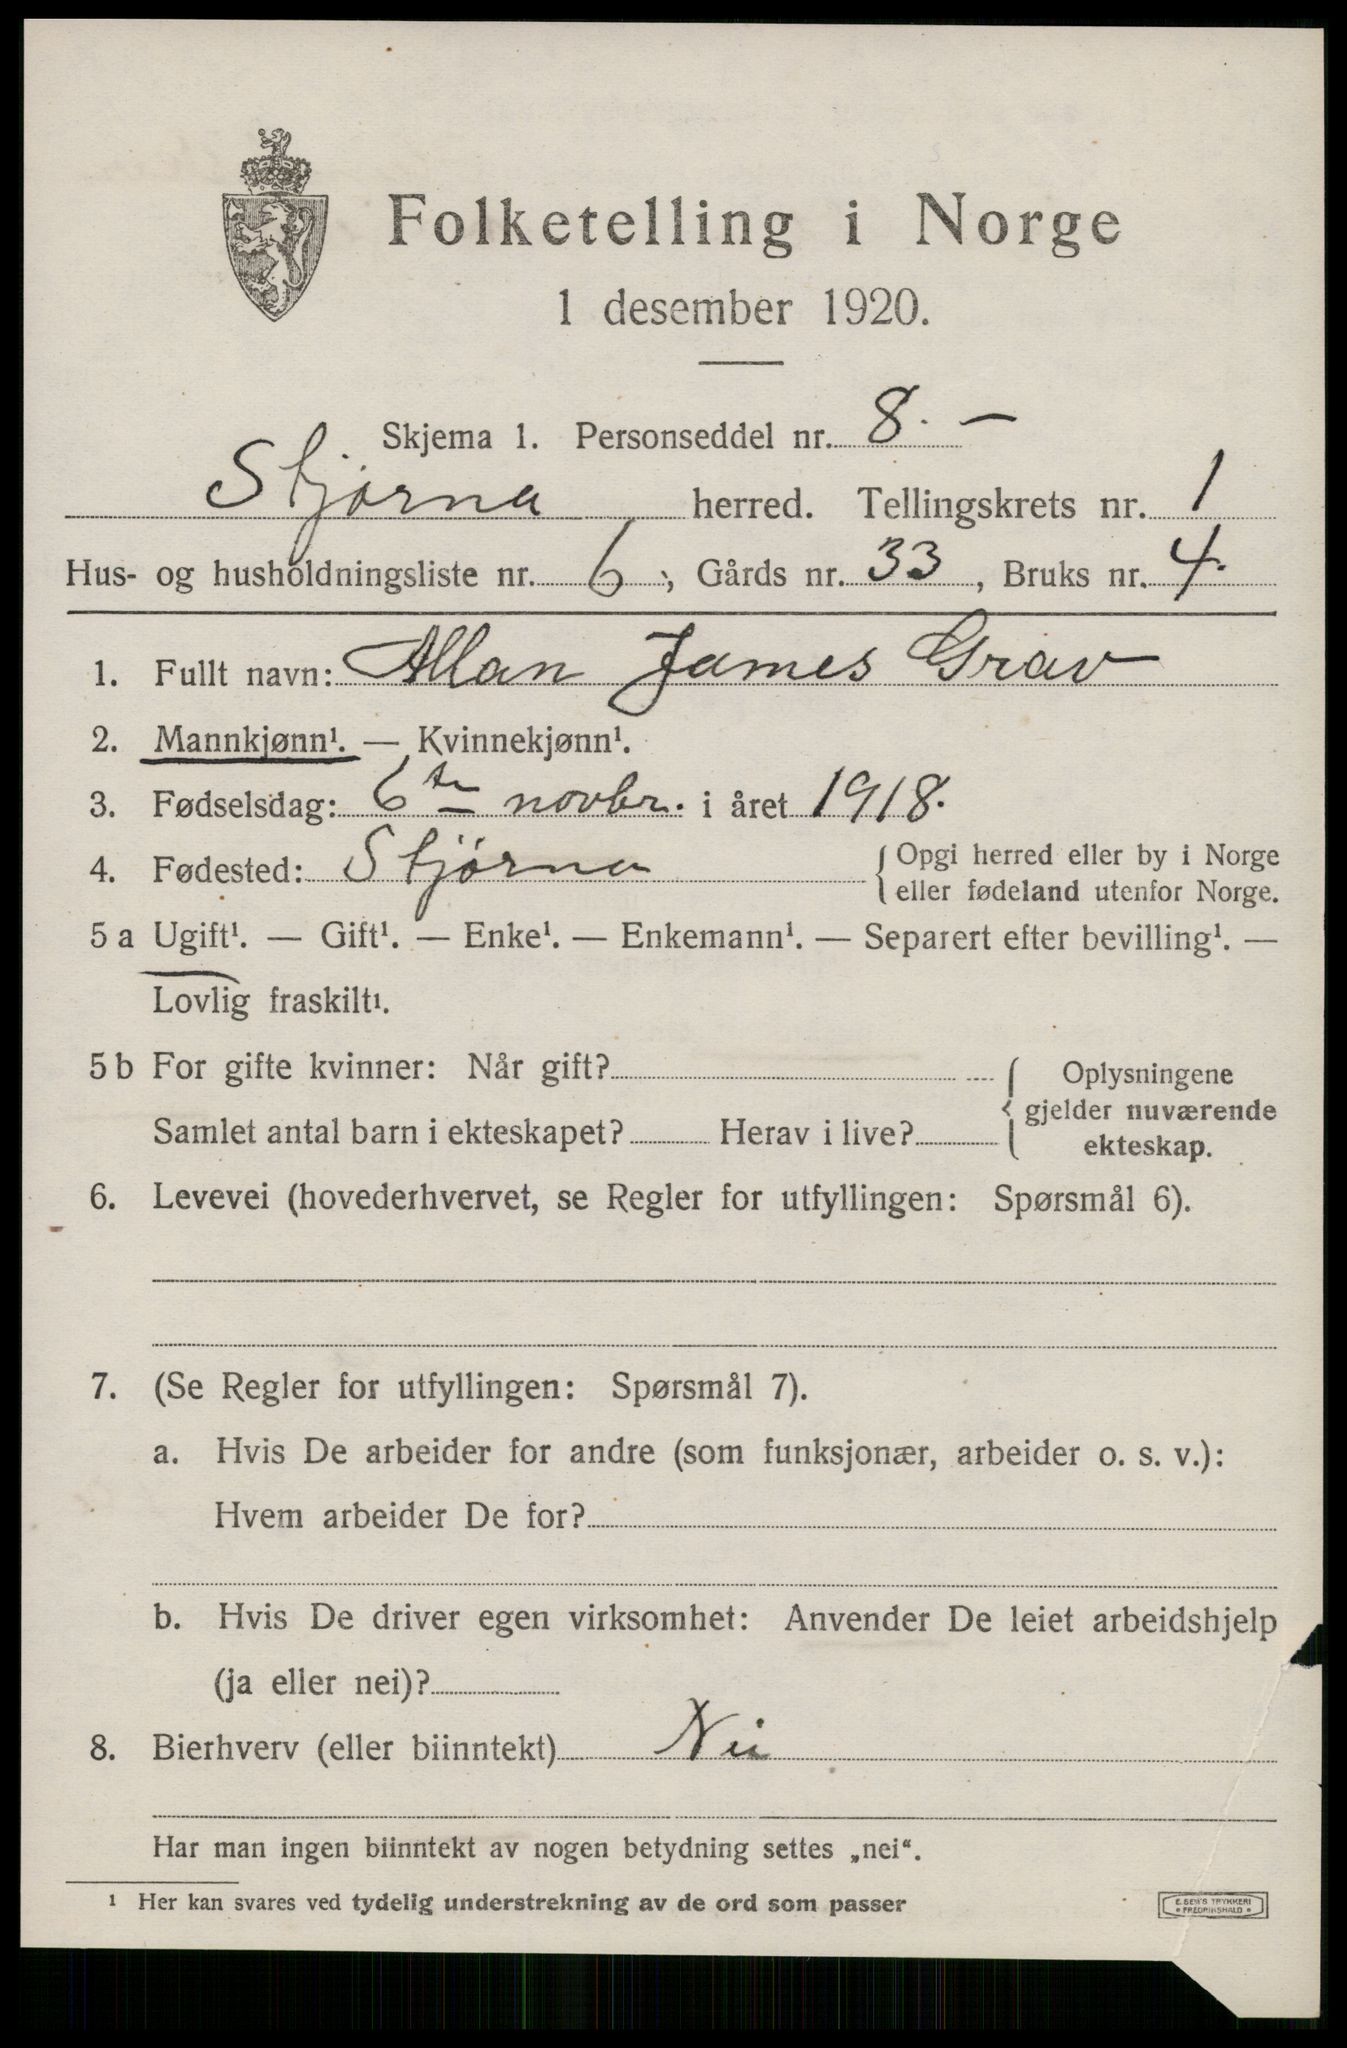 Folketelling i Norge
1 desember 1920.
Skjema 1. Personseddel nr. 8. —
Stjørna herred. Tellingskrets nr. 1
Hus- og husholdningsliste nr. 6 ; Gårds nr. 33 , Bruks nr. 4.
1. Fullt navn: Allan James Grav
2. Mannkjønn¹. — Kvinnekjønn¹.
3. Fødselsdag: 6te novbr. i året 1918.
4. Fødested: Stjørna { Opgi herred eller by i Norge
eller fødeland utenfor Norge.
5 a Ugift¹. — Gift¹. — Enke¹. — Enkemann¹. — Separert efter bevilling¹. —
Lovlig fraskilt¹.
5 b For gifte kvinner: Når gift? { Oplysningene
gjelder nuværende
ekteskap.
Samlet antal barn i ekteskapet? Herav i live?
6. Levevei (hovederhvervet, se Regler for utfyllingen: Spørsmål 6).
7. (Se Regler for utfyllingen: Spørsmål 7).
a. Hvis De arbeider for andre (som funksjonær, arbeider o. s. v.):
Hvem arbeider De for?
b. Hvis De driver egen virksomhet: Anvender De leiet arbeidshjelp
(ja eller nei)?
8. Bierhverv (eller biinntekt) Nei
Har man ingen biinntekt av nogen betydning settes „nei“.
¹ Her kan svares ved tydelig understrekning av de ord som passer
E. SEM'S TRYKKERI
* FREDRIKSHALD *